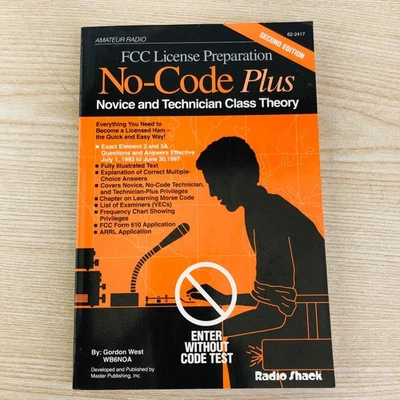 AMATEUR RADIO
62-2417
SECOND EDITION
FCC License Preparation
No-Code Plus
Novice and Technician Class Theory
Everything You Need to
Become a Licensed Ham –
the Quick and Easy Way!
■ Exact Element 2 and 3A
Questions and Answers Effective
July 1, 1993 to June 30, 1997
■ Fully Illustrated Text
■ Explanation of Correct Multiple-
Choice Answers
■ Covers Novice, No-Code Technician,
and Technician-Plus Privileges
■ Chapter on Learning Morse Code
■ List of Examiners (VECs)
■ Frequency Chart Showing
Privileges
■ FCC Form 610 Application
■ ARRL Application
ENTER
WITHOUT
CODE TEST
By: Gordon West
WB6NOA
Developed and Published by
Master Publishing, Inc.
Radio Shack